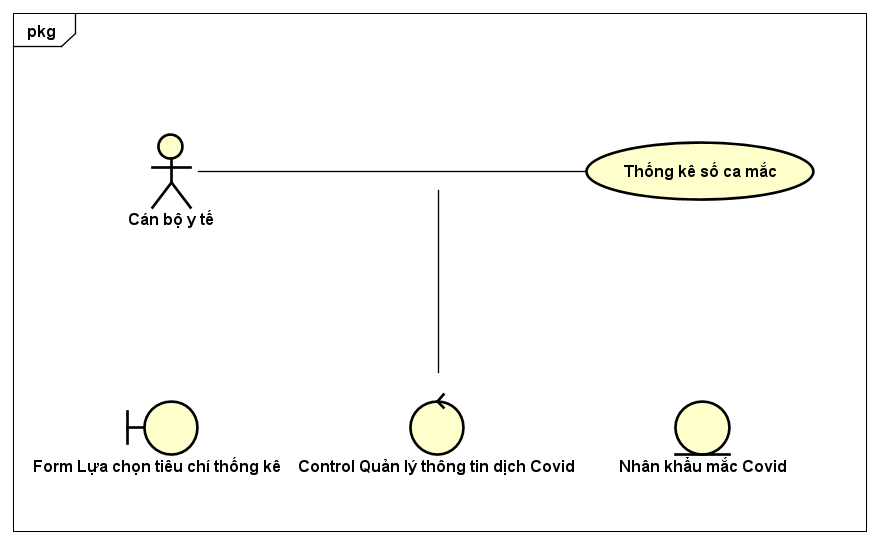 pkg
Thống kê số ca mắc
Cán bộ y tế
Form Lựa chọn tiêu chí thống kê
Control Quản lý thông tin dịch Covid
Nhân khẩu mắc Covid